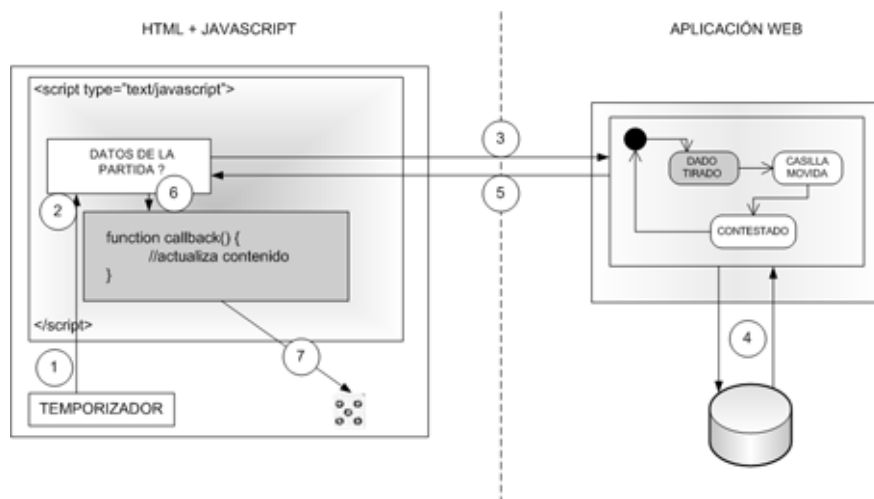 HTML + JAVASCRIPT
APLICACIÓN WEB
<script type="text/javascript">
3
DATOS DE LA
PARTIDA ?
DADO
TIRADO
CASILLA
MOVIDA
6
5
2
function callback() {
//actualiza contenido
}
CONTESTADO
</script>
7
4
1
TEMPORIZADOR